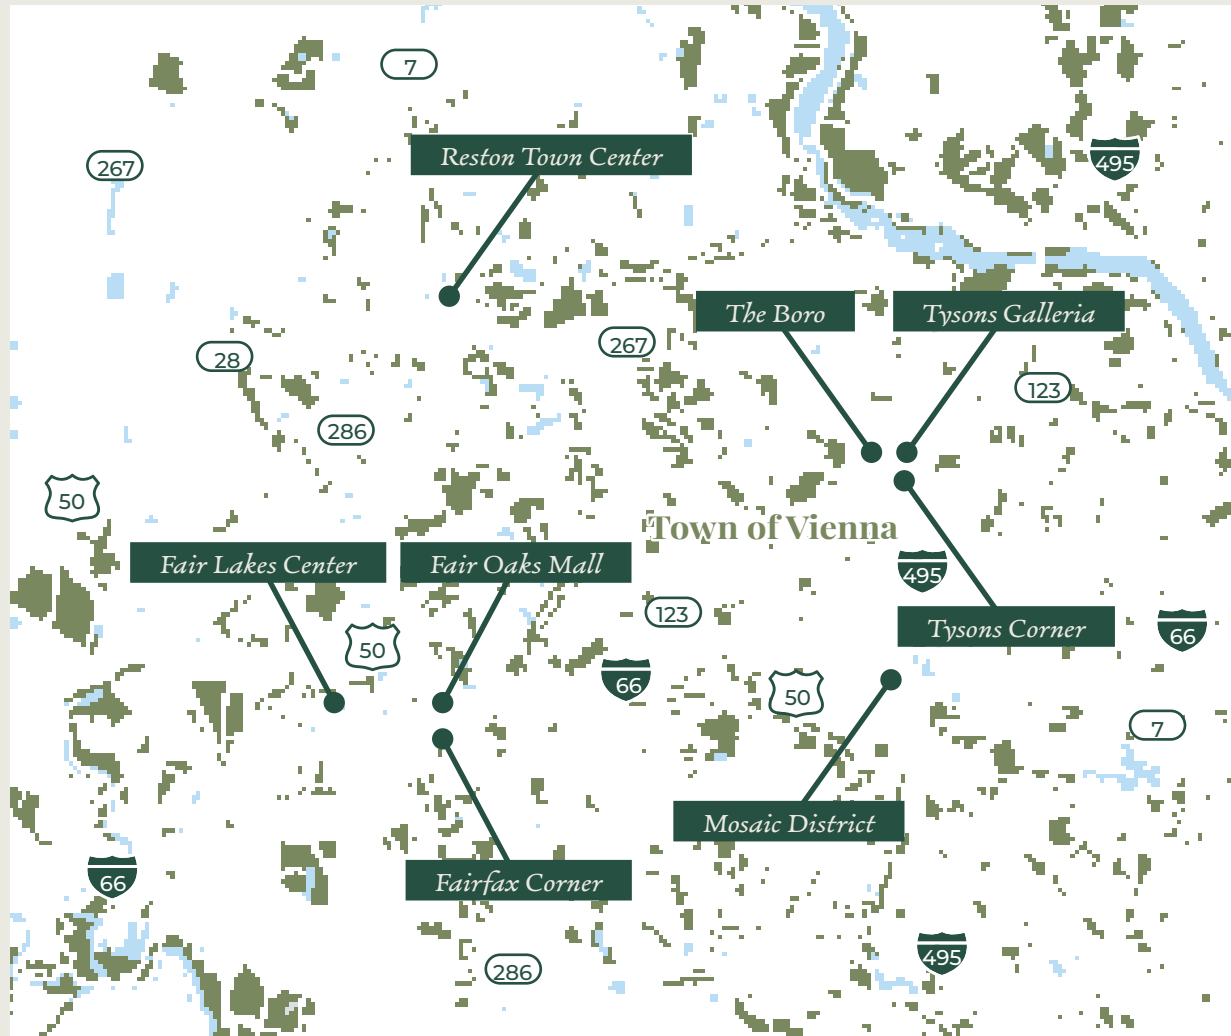 7
267
Reston Town Center
495
The Boro
Tysons Galleria
267
28
123
286
50
Town of Vienna
Fair Lakes Center
Fair Oaks Mall
495
123
Tysons Corner
66
50
66
50
7
Mosaic District
66
Fairfax Corner
495
286